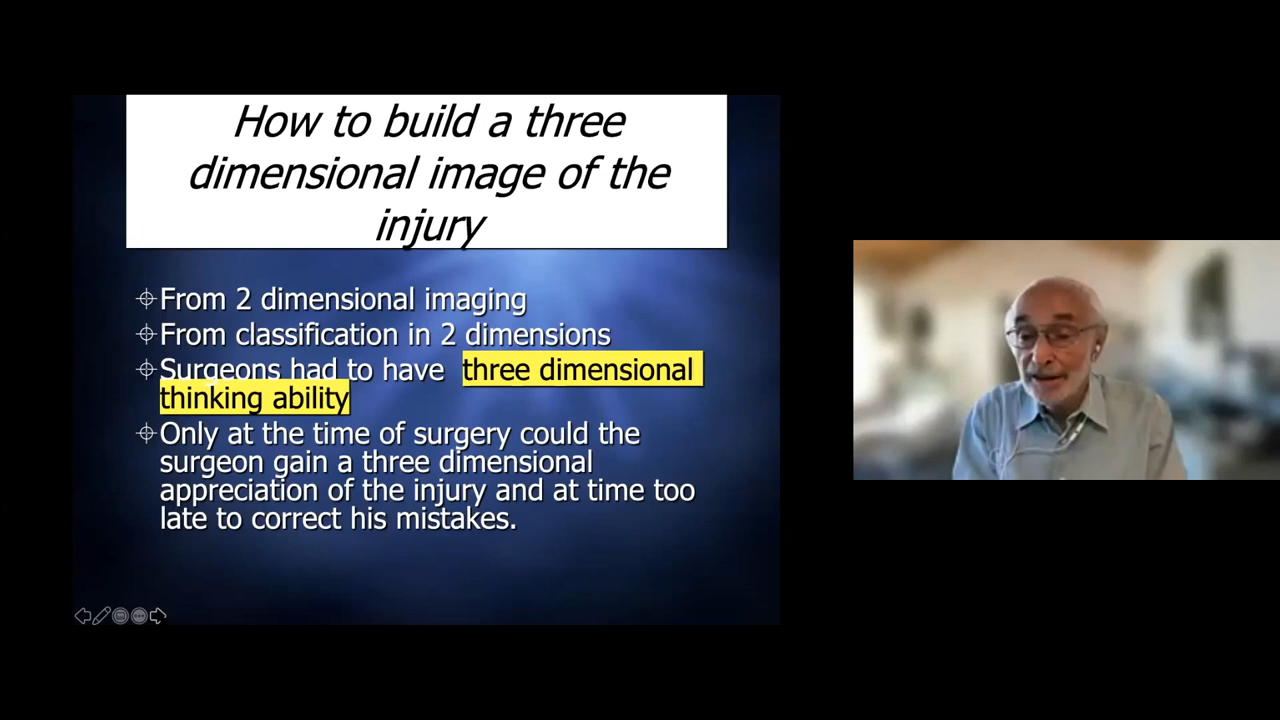 How to build a three
dimensional image of the
injury
From 2 dimensional imaging
From classification in 2 dimensions
Surgeons had to have three dimensional
thinking ability
Only at the time of surgery could the
surgeon gain a three dimensional
appreciation of the injury and at time too
late to correct his mistakes.